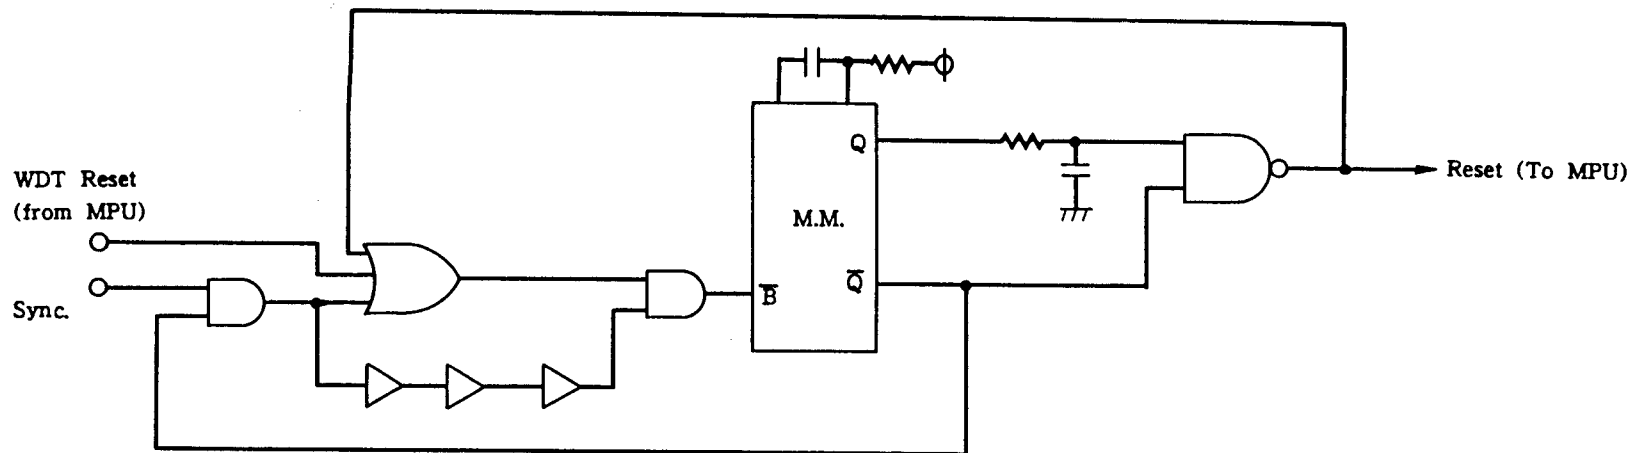 WDT Reset
(from MPU)
Sync.
M.M.
B̅
Q
Q̅
Reset (To MPU)